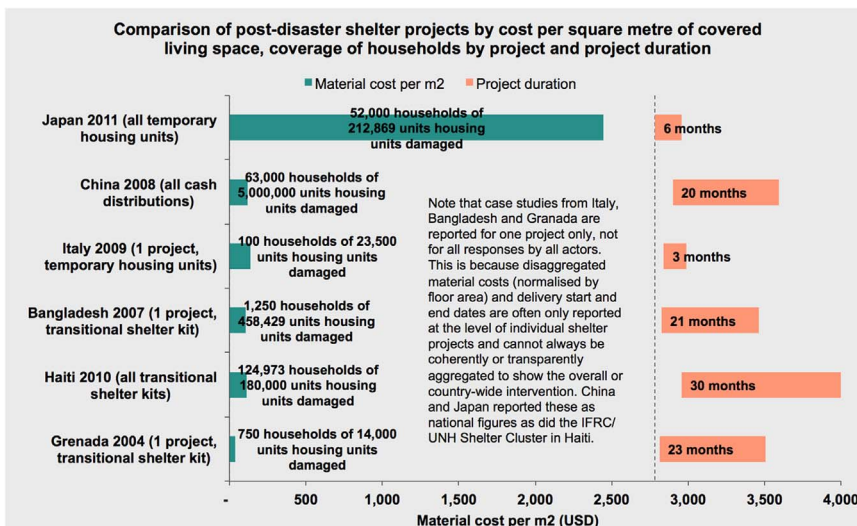 Comparison of post-disaster shelter projects by cost per square metre of covered
living space, coverage of households by project and project duration
Material cost per m2
Project duration
Japan 2011 (all temporary
housing units)
52,000 households of
212,869 units housing
units damaged
6 months
China 2008 (all cash
distributions)
63,000 households of
5,000,000 units housing
units damaged
20 months
Italy 2009 (1 project,
temporary housing units)
100 households of 23,500
units housing units
damaged
3 months
Bangladesh 2007 (1 project,
transitional shelter kit)
1,250 households of
458,429 units housing
units damaged
21 months
Haiti 2010 (all transitional
shelter kits)
124,973 households of
180,000 units housing
units damaged
30 months
Grenada 2004 (1 project,
transitional shelter kit)
750 households of 14,000
units housing units
damaged
23 months
Note that case studies from Italy,
Bangladesh and Granada are
reported for one project only, not
for all responses by all actors.
This is because disaggregated
material costs (normalised by
floor area) and delivery start and
end dates are often only reported
at the level of individual shelter
projects and cannot always be
coherently or transparently
aggregated to show the overall or
country-wide intervention. China
and Japan reported these as
national figures as did the IFRC/
UNH Shelter Cluster in Haiti.
- 500 1,000 1,500 2,000 2,500 3,000 3,500 4,000
Material cost per m2 (USD)